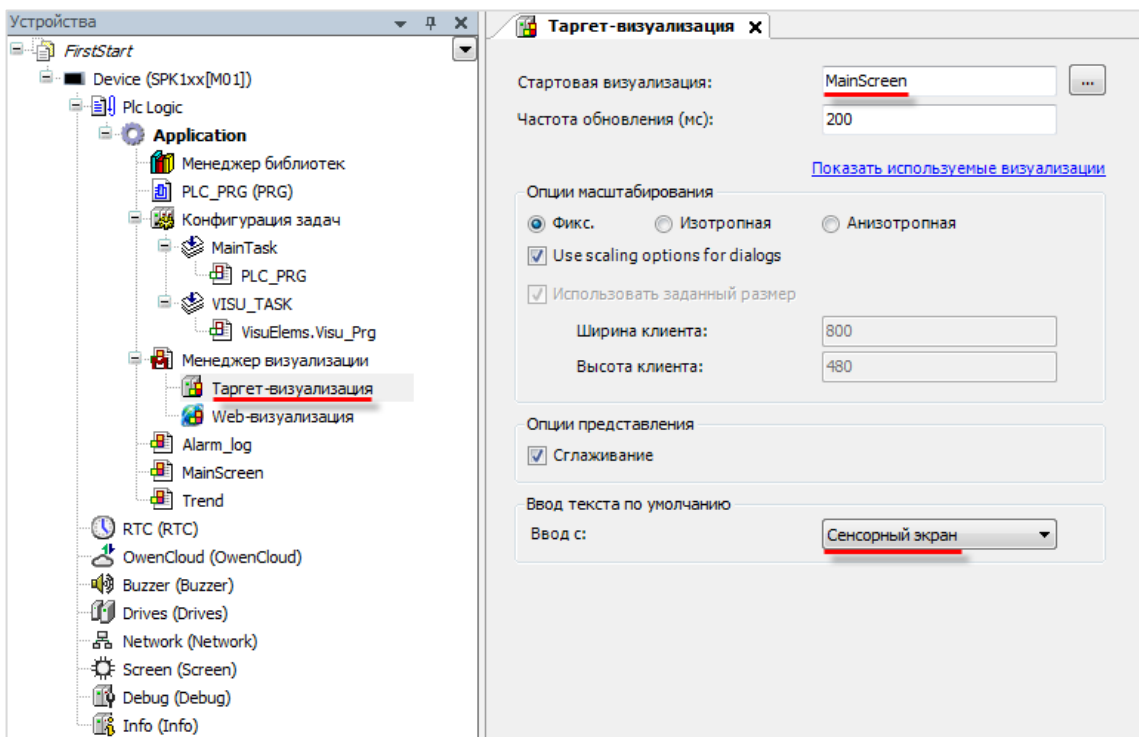 Устройства
FirstStart
Device (SPK1xx[M01])
Plc Logic
Application
Менеджер библиотек
PLC_PRG (PRG)
Конфигурация задач
MainTask
PLC_PRG
VISU_TASK
VisuElems.Visu_Prg
Менеджер визуализации
Таргет-визуализация
Web-визуализация
Alarm_log
MainScreen
Trend
RTC (RTC)
OwenCloud (OwenCloud)
Buzzer (Buzzer)
Drives (Drives)
Network (Network)
Screen (Screen)
Debug (Debug)
Info (Info)
Таргет-визуализация
Стартовая визуализация: MainScreen ...
Частота обновления (мс): 200
Показать используемые визуализации
Опции масштабирования
Фикс. Изотропная Анизотропная
Use scaling options for dialogs
Использовать заданный размер
Ширина клиента: 800
Высота клиента: 480
Опции представления
Сглаживание
Ввод текста по умолчанию
Ввод с: Сенсорный экран